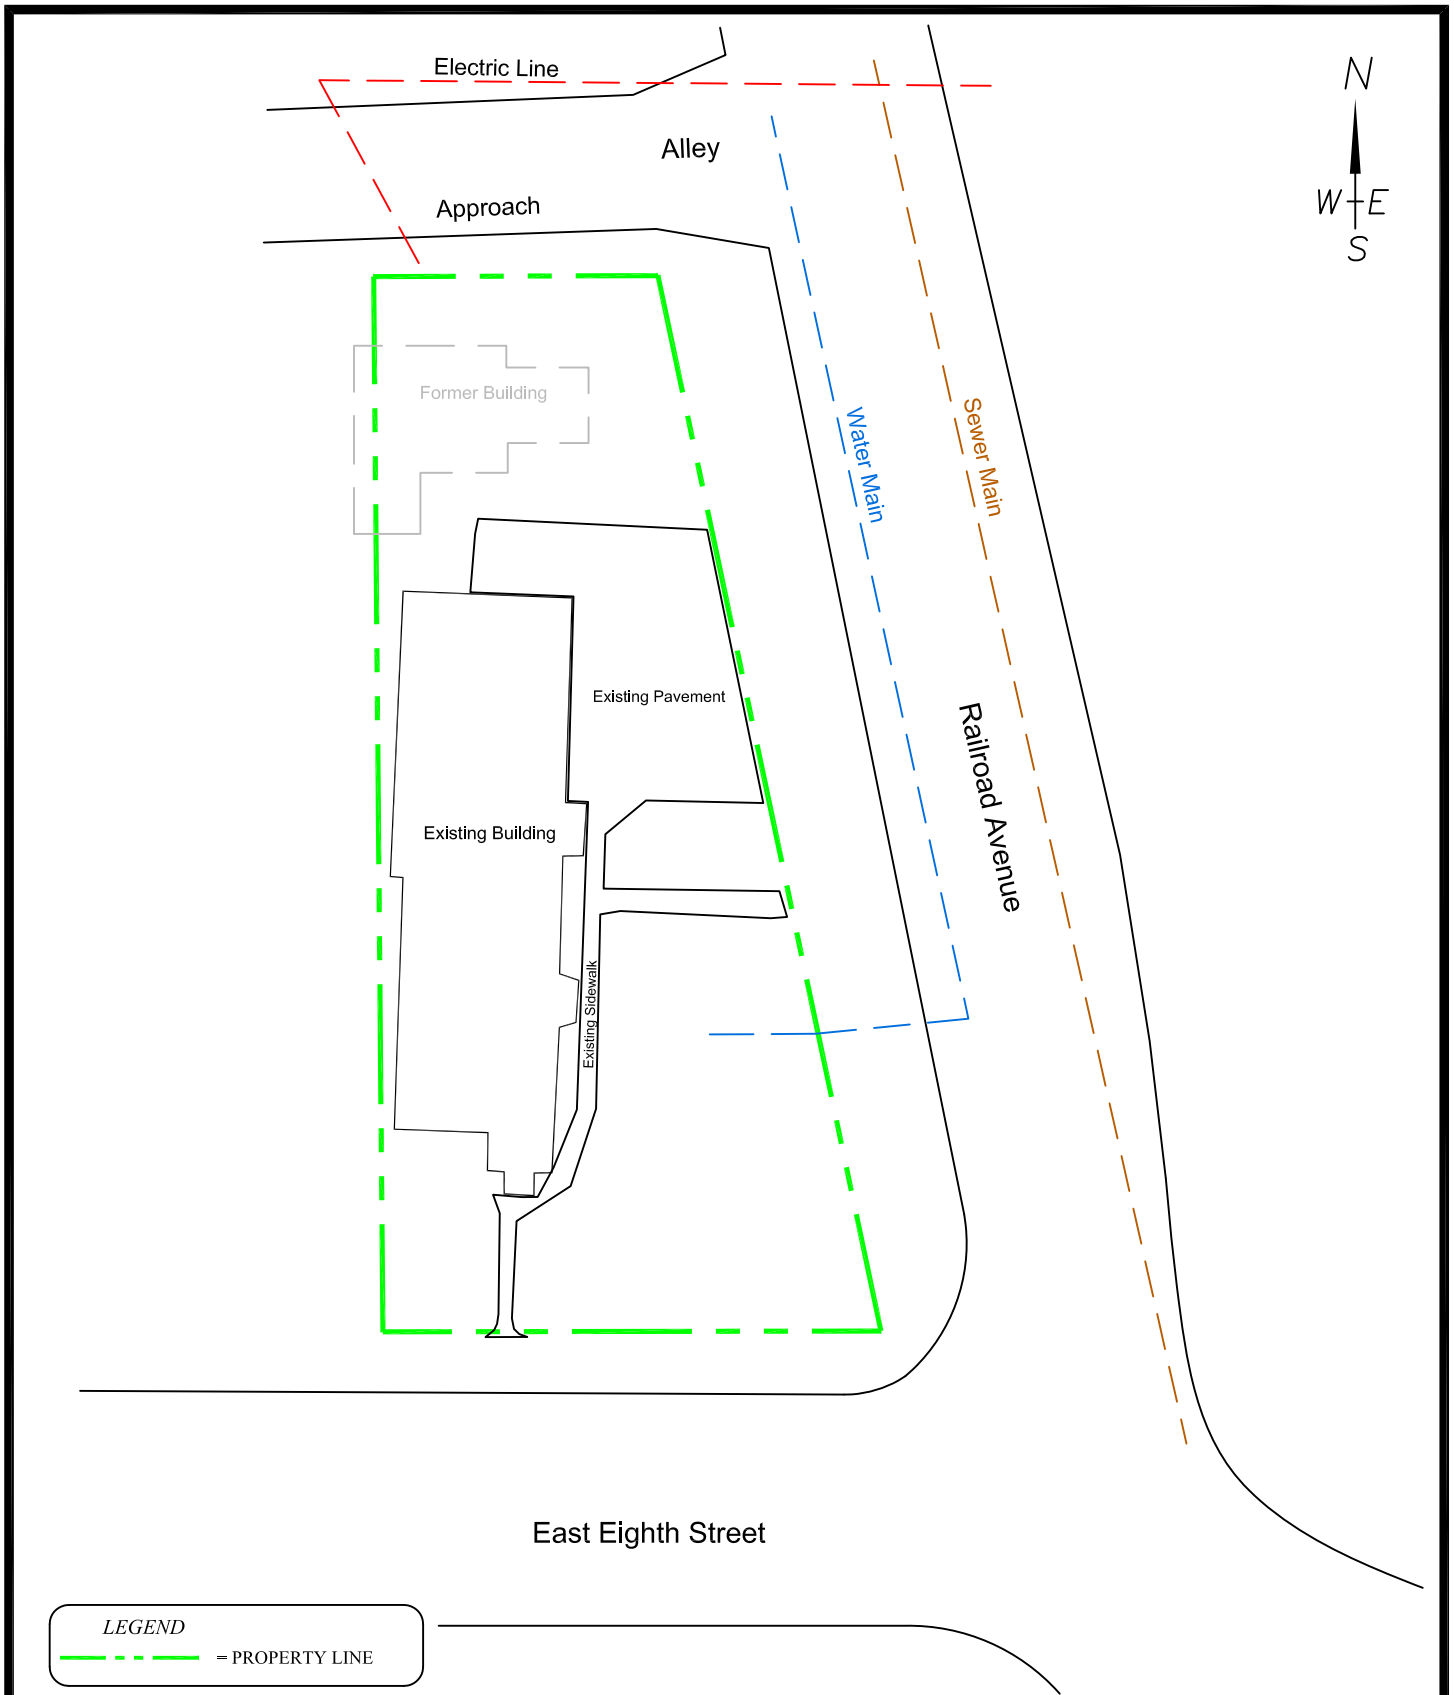 Electric Line
N
Alley
W E
Approach
S
Former Building
Water Main
Sewer Main
Existing Pavement
Railroad Avenue
Existing Building
Existing Sidewalk
East Eighth Street
LEGEND
= PROPERTY LINE